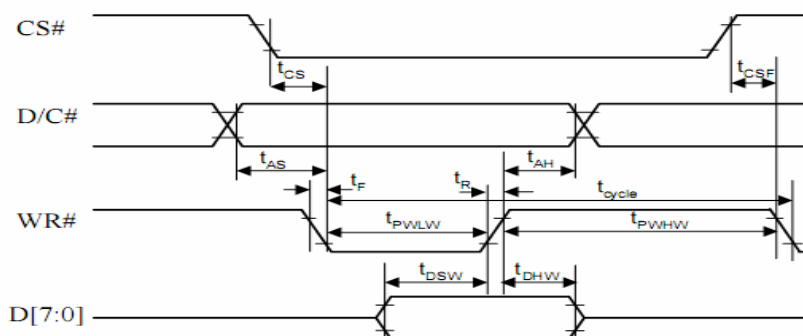 CS#
tCS
tCSF
D/C#
tAS
tAH
tF
tR
tcycle
WR#
tPWLW
tPWHW
tDSW
tDHW
D[7:0]